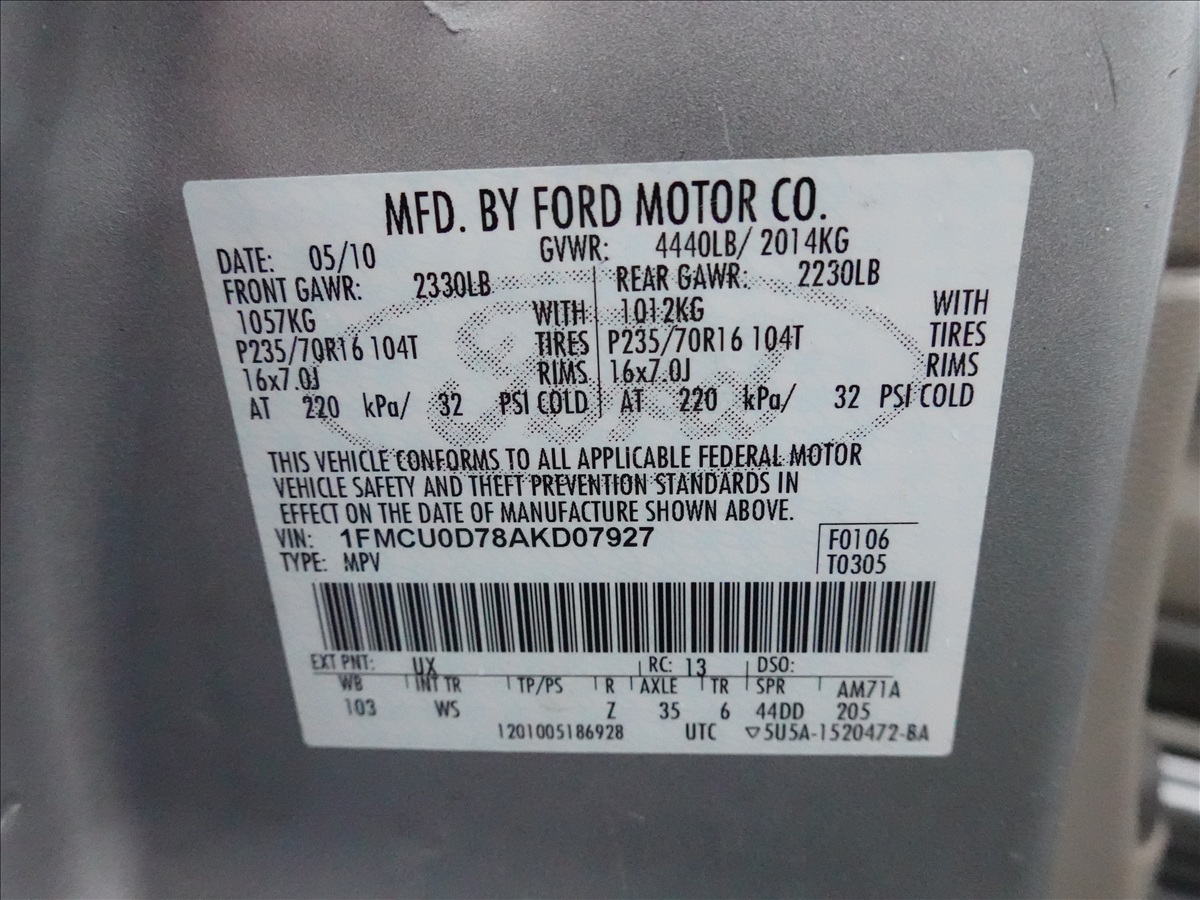 MFD. BY FORD MOTOR CO.
DATE: 05/10 GVWR: 4440LB/ 2014KG
FRONT GAWR: 2330LB REAR GAWR: 2230LB
1057KG WITH 1012KG WITH
P235/70R16 104T TIRES P235/70R16 104T TIRES
16x7.0J RIMS 16x7.0J RIMS
AT 220 kPa/ 32 PSI COLD AT 220 kPa/ 32 PSI COLD
THIS VEHICLE CONFORMS TO ALL APPLICABLE FEDERAL MOTOR
VEHICLE SAFETY AND THEFT PREVENTION STANDARDS IN
EFFECT ON THE DATE OF MANUFACTURE SHOWN ABOVE.
VIN: 1FMCU0D78AKD07927 F0106
TYPE: MPV T0305
EXT PNT: UX RC: 13 DSO:
WB INT TR TP/PS R AXLE TR SPR AM71A
103 WS Z 35 6 44DD 205
1201005186928 UTC ▽5U5A-1520472-BA